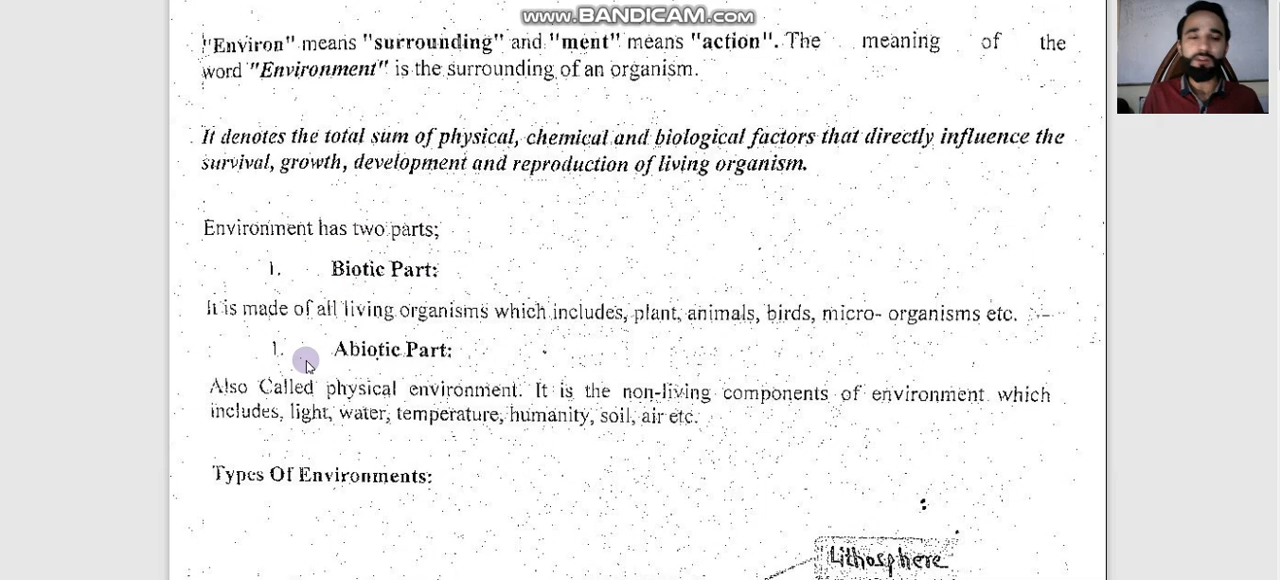 www.BANDICAM.com
"Environ" means "surrounding" and "ment" means "action". The meaning of the
word "Environment" is the surrounding of an organism.
It denotes the total sum of physical, chemical and biological factors that directly influence the
survival, growth, development and reproduction of living organism.
Environment has two parts;
1. Biotic Part:
It is made of all living organisms which includes, plant, animals, birds, micro- organisms etc.
1. Abiotic Part:
Also Called physical environment. It is the non-living components of environment which
includes, light, water, temperature, humanity, soil, air etc.
Types Of Environments:
Lithosphere